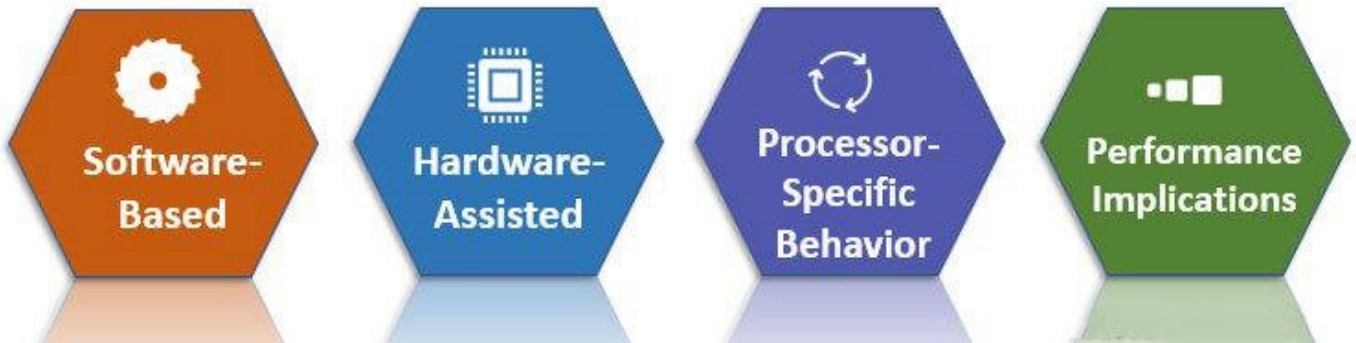 Software-
Based
Hardware-
Assisted
Processor-
Specific
Behavior
Performance
Implications